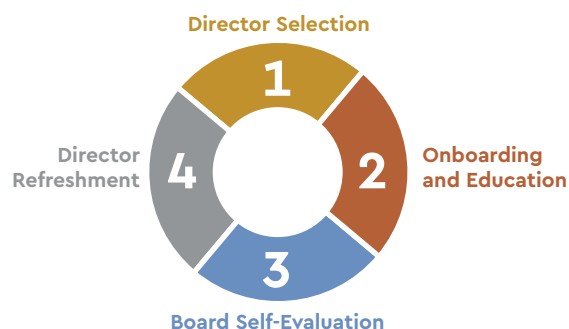 Director Selection
1
2
Onboarding
and Education
3
Board Self-Evaluation
4
Director
Refreshment